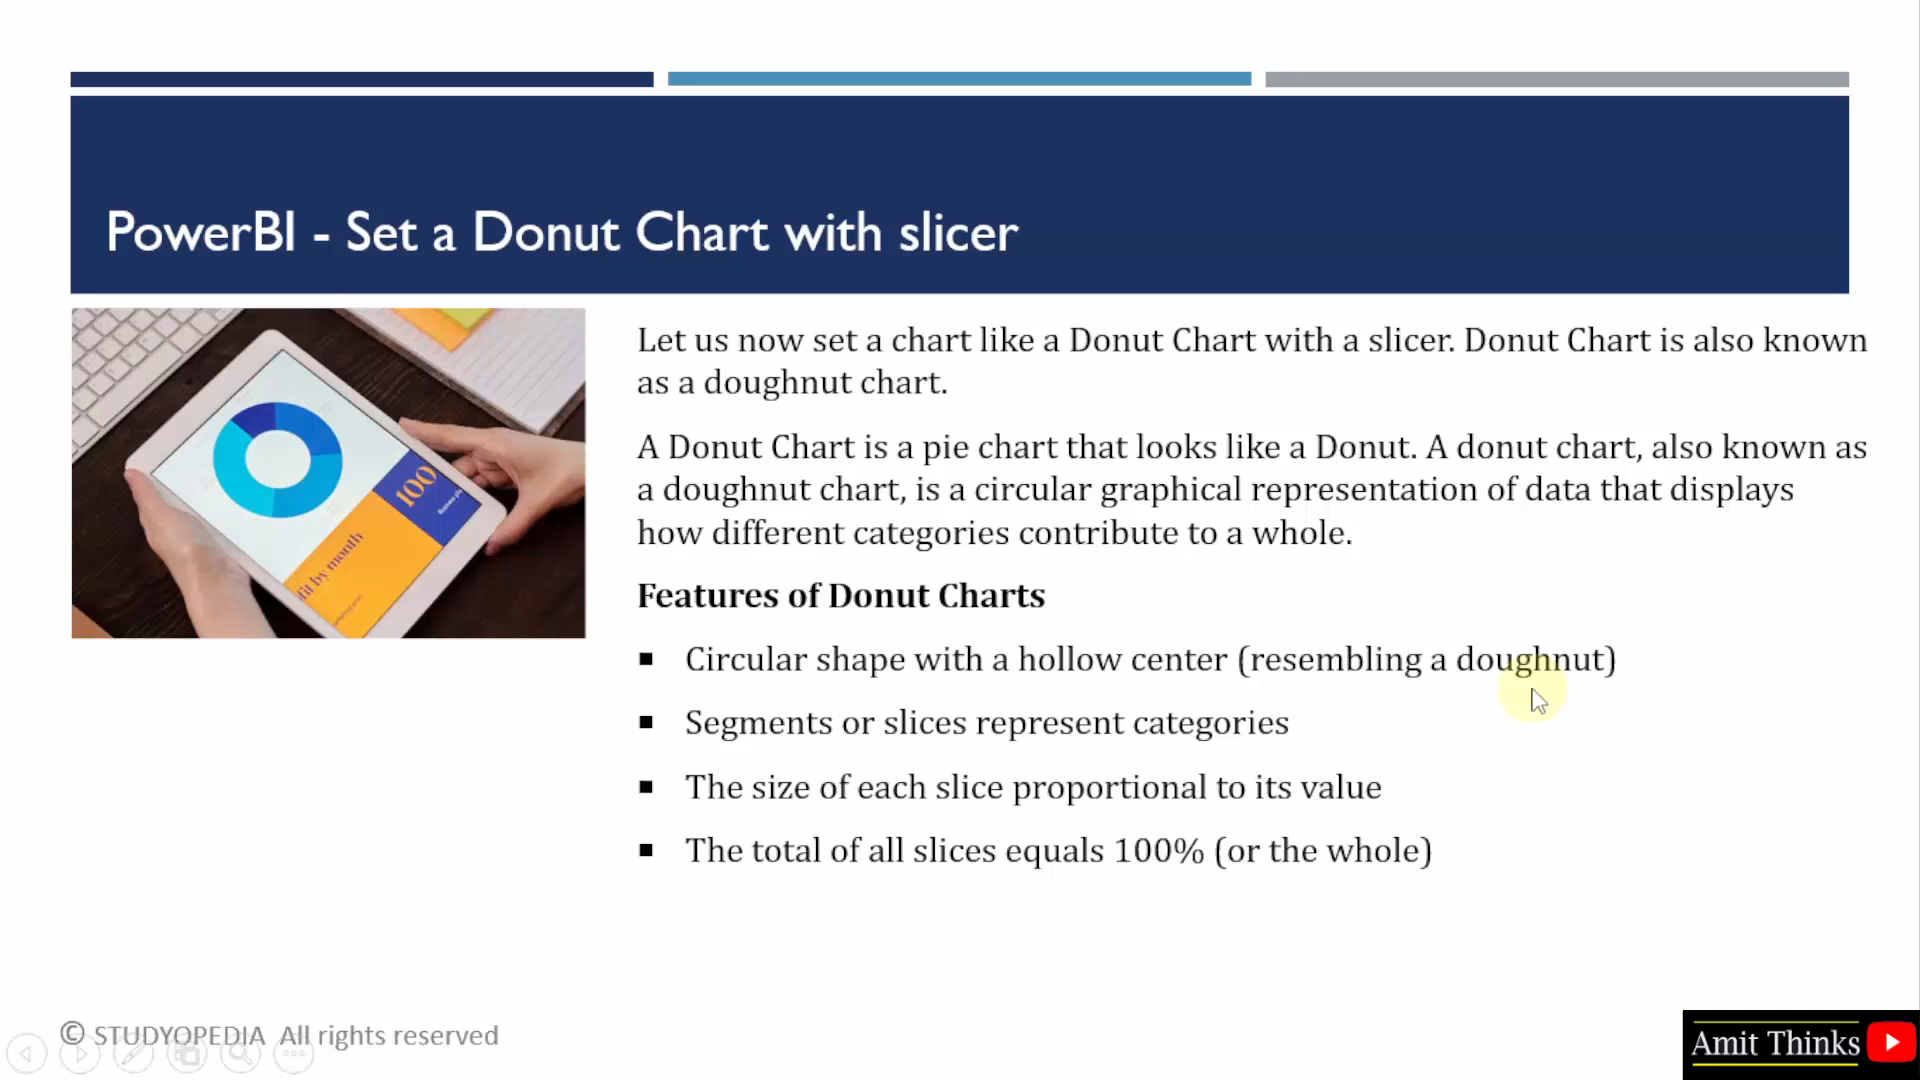 PowerBI - Set a Donut Chart with slicer
100
fit by month
Let us now set a chart like a Donut Chart with a slicer. Donut Chart is also known
as a doughnut chart.
A Donut Chart is a pie chart that looks like a Donut. A donut chart, also known as
a doughnut chart, is a circular graphical representation of data that displays
how different categories contribute to a whole.
Features of Donut Charts
▪ Circular shape with a hollow center (resembling a doughnut)
▪ Segments or slices represent categories
▪ The size of each slice proportional to its value
▪ The total of all slices equals 100% (or the whole)
© STUDYOPEDIA All rights reserved
Amit Thinks